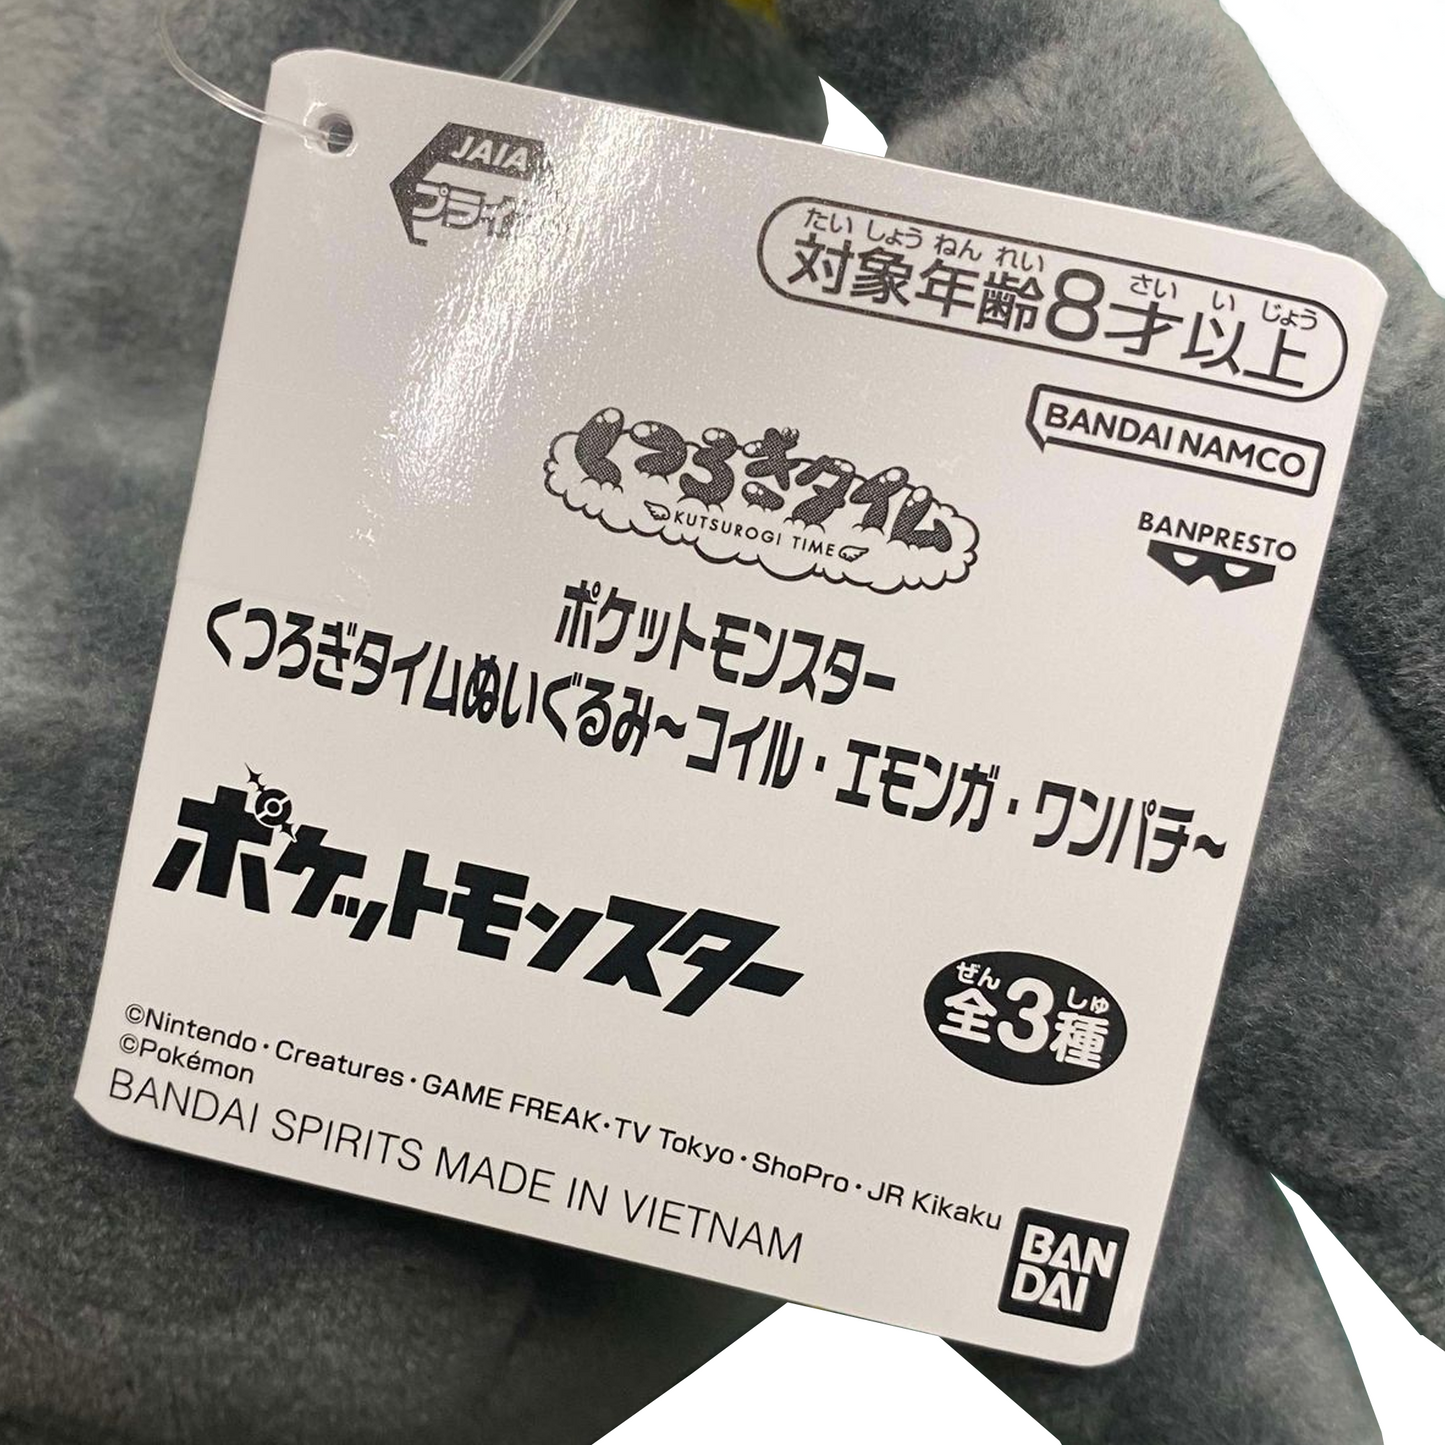 JAIA
プライ
たいしょうねんれい さいいじょう
対象年齢8才以上
BANDAI NAMCO
BANPRESTO
くつろぎタイム
KUTSUROGI TIME
ポケットモンスター
くつろぎタイムぬいぐるみ~コイル・エモンガ・ワンパチ~
ポケットモンスター
ぜん しゅ
全3種
©Nintendo・Creatures・GAME FREAK・TV Tokyo・ShoPro・JR Kikaku
©Pokémon
BANDAI SPIRITS MADE IN VIETNAM
BAN
DAI